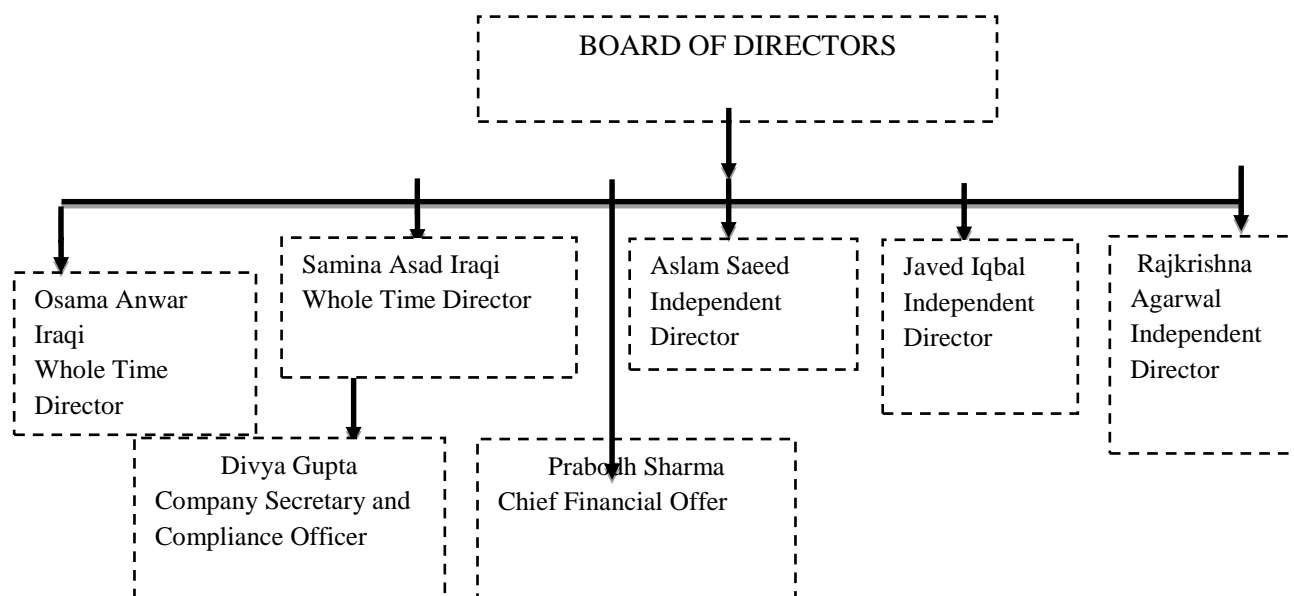 BOARD OF DIRECTORS
Osama Anwar
Iraqi
Whole Time
Director
Samina Asad Iraqi
Whole Time Director
Aslam Saeed
Independent
Director
Javed Iqbal
Independent
Director
Rajkrishna
Agarwal
Independent
Director
Divya Gupta
Company Secretary and
Compliance Officer
Prabodh Sharma
Chief Financial Offer